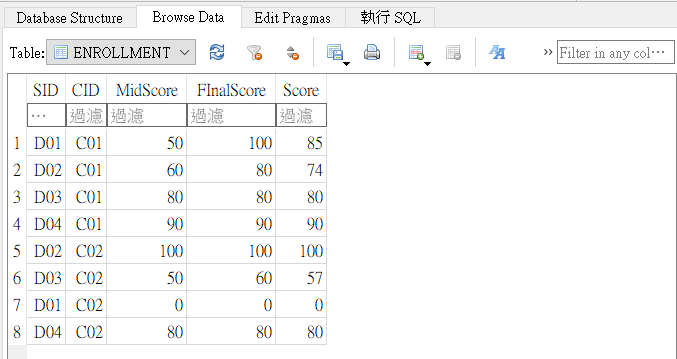 Database Structure Browse Data Edit Pragmas 執行 SQL
Table: ENROLLMENT Filter in any col…
SID CID MidScore FInalScore Score
… 過濾 過濾 過濾 過濾
1 D01 C01 50 100 85
2 D02 C01 60 80 74
3 D03 C01 80 80 80
4 D04 C01 90 90 90
5 D02 C02 100 100 100
6 D03 C02 50 60 57
7 D01 C02 0 0 0
8 D04 C02 80 80 80